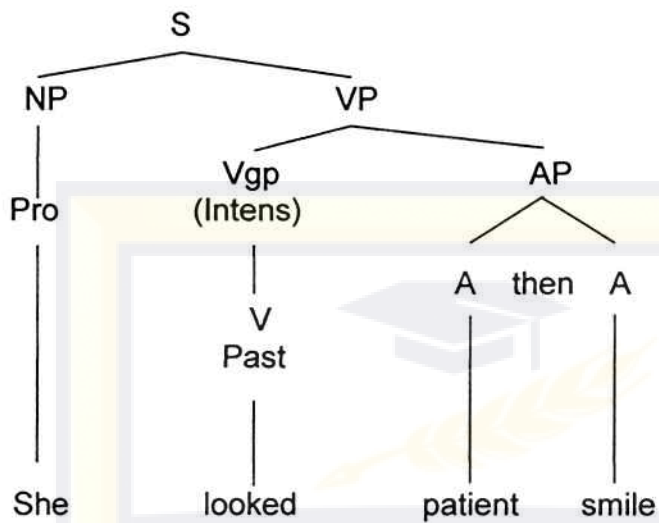 S
NP VP
Vgp AP
Pro (Intens)
A then A
V
Past
She looked patient smile